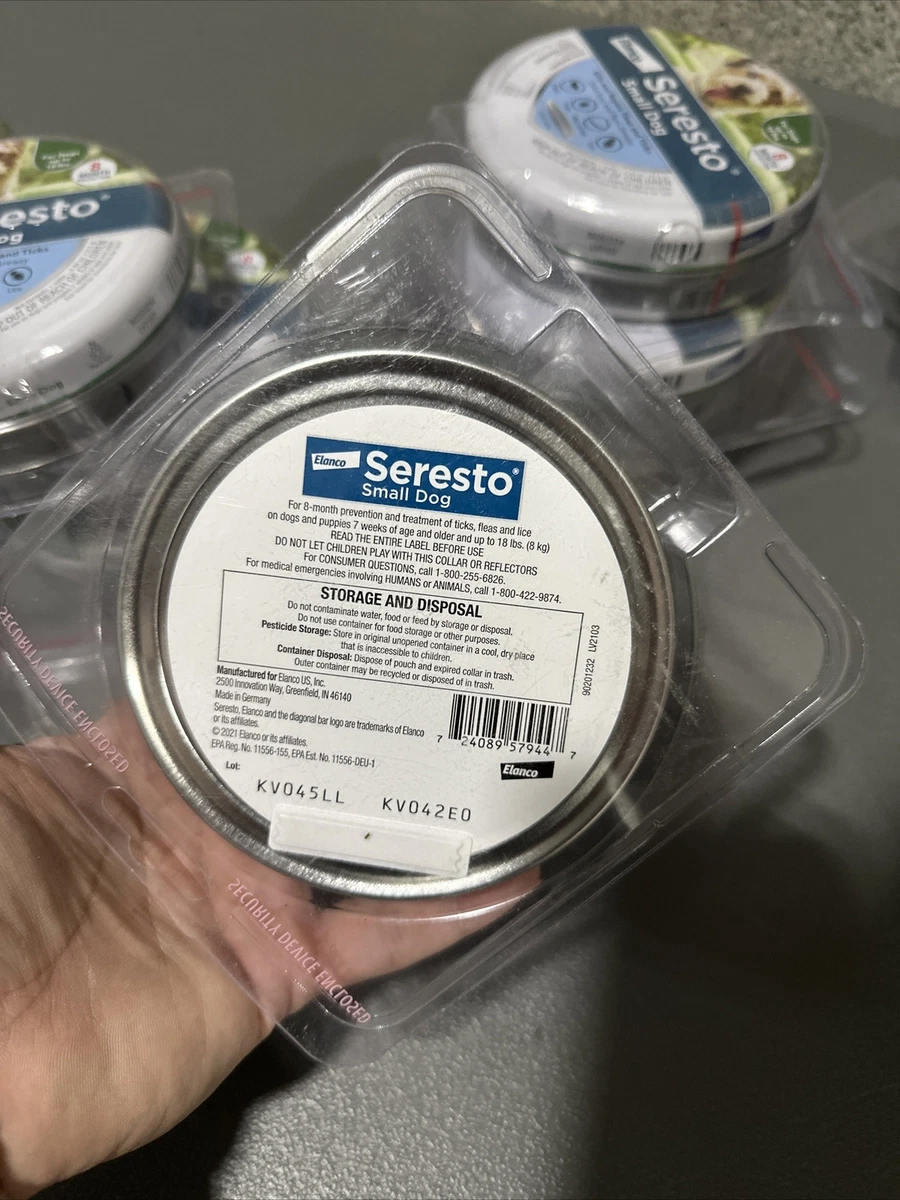 Elanco
Seresto®
Small Dog
Seresto®
Small Dog
8
esto®
og
and Ticks
Elanco Seresto®
Small Dog
For 8-month prevention and treatment of ticks, fleas and lice
on dogs and puppies 7 weeks of age and older and up to 18 lbs. (8 kg)
READ THE ENTIRE LABEL BEFORE USE
DO NOT LET CHILDREN PLAY WITH THIS COLLAR OR REFLECTORS
For CONSUMER QUESTIONS, call 1-800-255-6826.
For medical emergencies involving HUMANS or ANIMALS, call 1-800-422-9874.
STORAGE AND DISPOSAL
Do not contaminate water, food or feed by storage or disposal.
Do not use container for food storage or other purposes.
Pesticide Storage: Store in original unopened container in a cool, dry place
that is inaccessible to children.
Container Disposal: Dispose of pouch and expired collar in trash.
Outer container may be recycled or disposed of in trash.
90201232 LV2103
Manufactured for Elanco US, Inc.
2500 Innovation Way, Greenfield, IN 46140
Made in Germany
Seresto, Elanco and the diagonal bar logo are trademarks of Elanco
or its affiliates.
© 2021 Elanco or its affiliates.
EPA Reg. No. 11556-155, EPA Est. No. 11556-DEU-1
7 24089 57944 7
Elanco
Lot:
KV045LL KV042E0
SECURITY DEVICE ENCLOSED
SECURITY DEVICE ENCLOSED